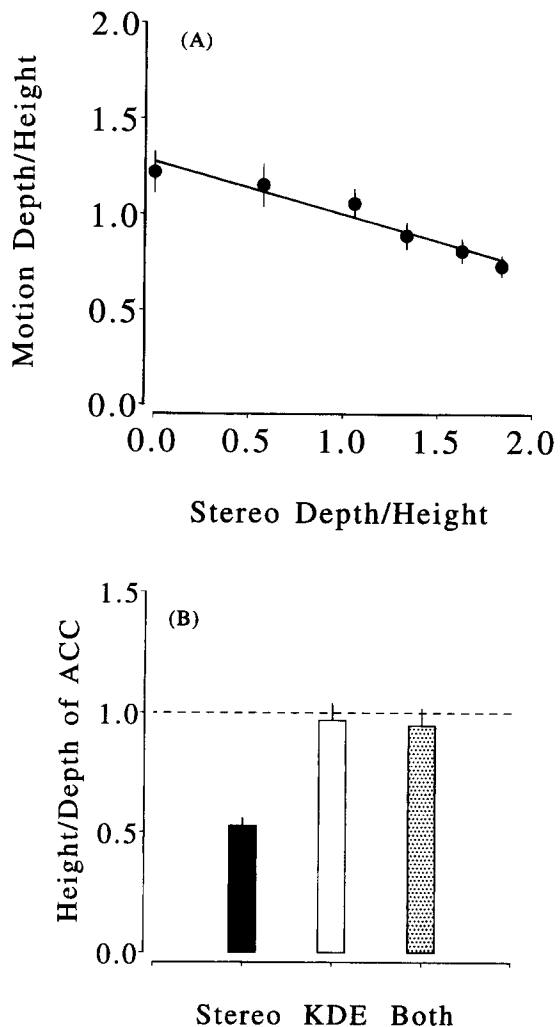 (A)
Motion Depth/Height
2.0
1.5
1.0
0.5
0.0
0.0 0.5 1.0 1.5 2.0
Stereo Depth/Height
(B)
Height/Depth of ACC
1.5
1.0
0.5
0.0
Stereo KDE Both